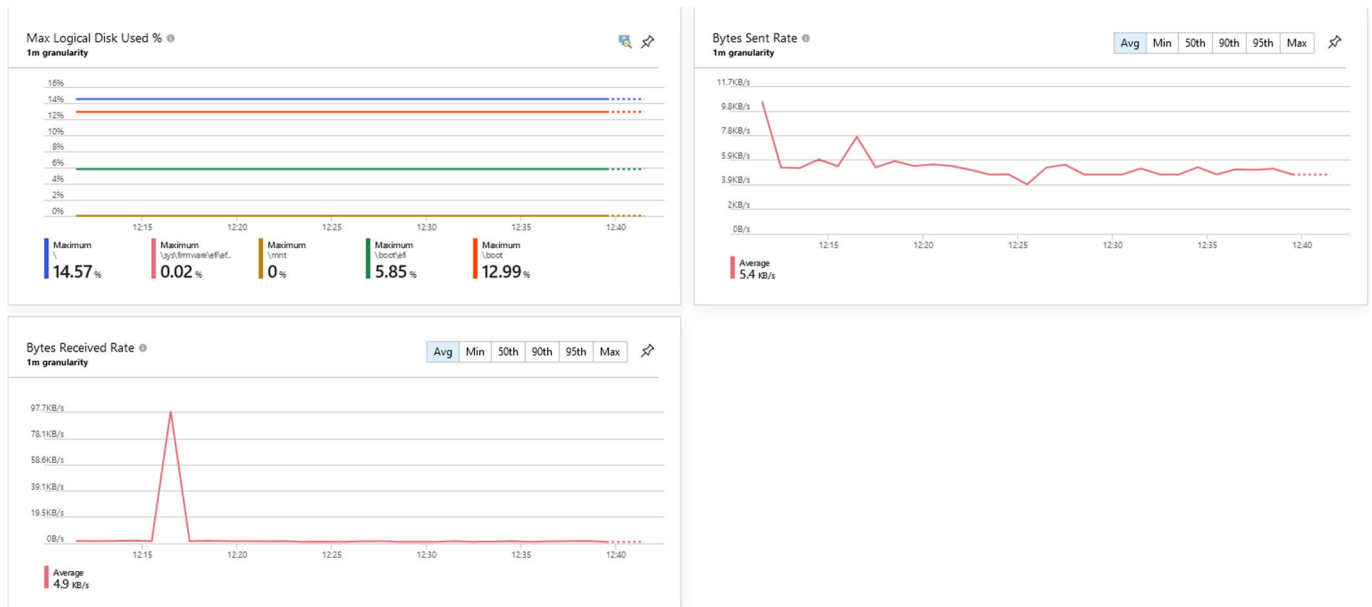 Max Logical Disk Used %
1m granularity
16%
14%
12%
10%
8%
6%
4%
2%
0%
12:15 12:20 12:25 12:30 12:35 12:40
Maximum Maximum Maximum Maximum Maximum
\ \sys\firmware\efi\ef.. \mnt \boot\efi \boot
14.57 % 0.02 % 0 % 5.85 % 12.99 %
Bytes Sent Rate
1m granularity
Avg Min 50th 90th 95th Max
11.7KB/s
9.8KB/s
7.8KB/s
5.9KB/s
3.9KB/s
2KB/s
0B/s
12:15 12:20 12:25 12:30 12:35 12:40
Average
5.4 KB/s
Bytes Received Rate
1m granularity
Avg Min 50th 90th 95th Max
97.7KB/s
78.1KB/s
58.6KB/s
39.1KB/s
19.5KB/s
0B/s
12:15 12:20 12:25 12:30 12:35 12:40
Average
4.9 KB/s